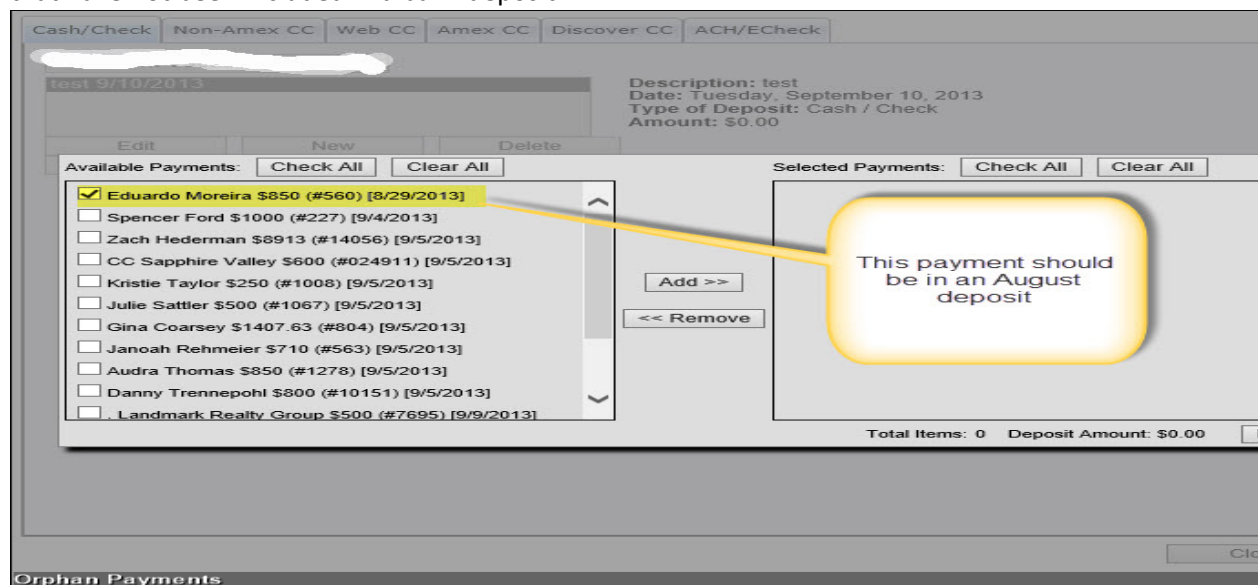 Cash/Check Non-Amex CC Web CC Amex CC Discover CC ACH/ECheck
test 9/10/2013
Description: test
Date: Tuesday, September 10, 2013
Type of Deposit: Cash / Check
Amount: $0.00
Edit New Delete
Available Payments: Check All Clear All
Selected Payments: Check All Clear All
Eduardo Moreira $850 (#560) [8/29/2013]
Spencer Ford $1000 (#227) [9/4/2013]
Zach Hederman $8913 (#14056) [9/5/2013]
CC Sapphire Valley $600 (#024911) [9/5/2013]
Kristie Taylor $250 (#1008) [9/5/2013]
Julie Sattler $500 (#1067) [9/5/2013]
Gina Coarsey $1407.63 (#804) [9/5/2013]
Janoah Rehmeier $710 (#563) [9/5/2013]
Audra Thomas $850 (#1278) [9/5/2013]
Danny Trennepohl $800 (#10151) [9/5/2013]
. Landmark Realty Group $500 (#7695) [9/9/2013]
Add >>
<< Remove
This payment should
be in an August
deposit
Total Items: 0 Deposit Amount: $0.00
Orphan Payments